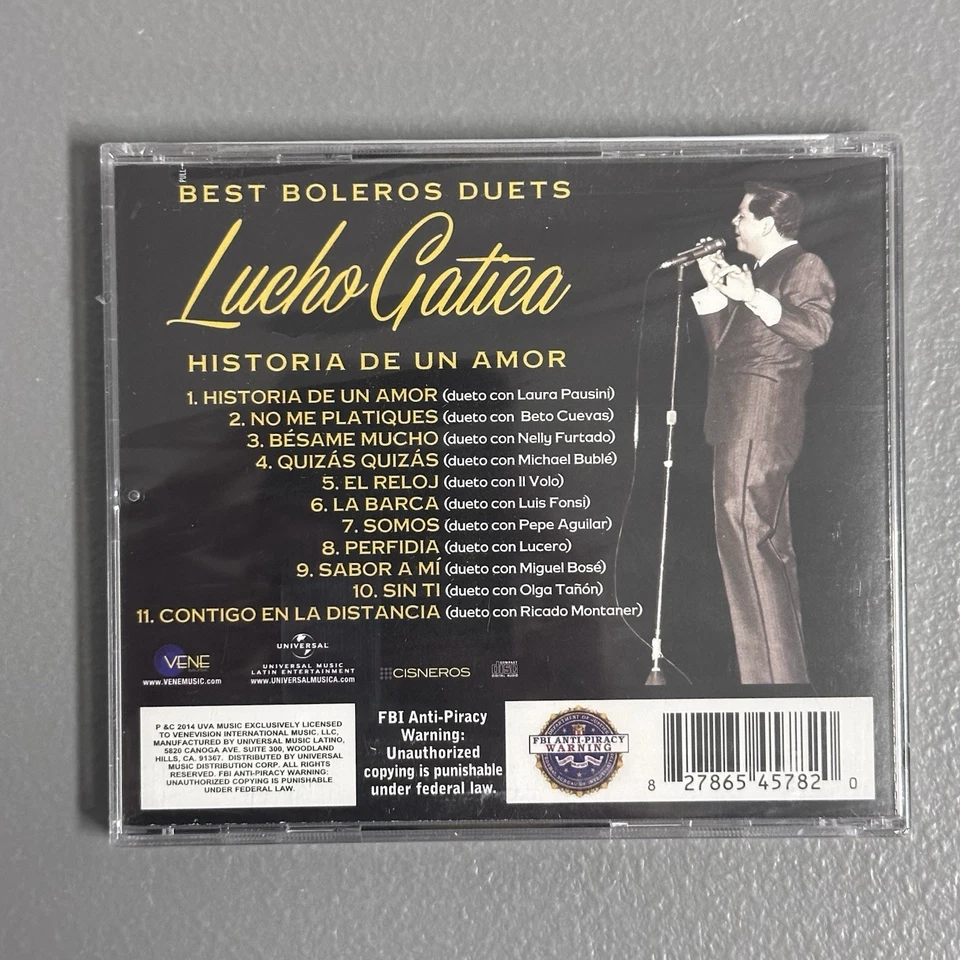 PULL
BEST BOLEROS DUETS
Lucho Gatica
HISTORIA DE UN AMOR
1. HISTORIA DE UN AMOR (dueto con Laura Pausini)
2. NO ME PLATIQUES (dueto con Beto Cuevas)
3. BÉSAME MUCHO (dueto con Nelly Furtado)
4. QUIZÁS QUIZÁS (dueto con Michael Bublé)
5. EL RELOJ (dueto con Il Volo)
6. LA BARCA (dueto con Luis Fonsi)
7. SOMOS (dueto con Pepe Aguilar)
8. PERFIDIA (dueto con Lucero)
9. SABOR A MÍ (dueto con Miguel Bosé)
10. SIN TI (dueto con Olga Tañón)
11. CONTIGO EN LA DISTANCIA (dueto con Ricado Montaner)
VENE
www.VENEMUSIC.com
UNIVERSAL
UNIVERSAL MUSIC
LATIN ENTERTAINMENT
www.UNIVERSALMUSICA.com
CISNEROS
COMPACT
disc
DIGITAL AUDIO
P &C 2014 UVA MUSIC EXCLUSIVELY LICENSED
TO VENEVISION INTERNATIONAL MUSIC. LLC,
MANUFACTURED BY UNIVERSAL MUSIC LATINO,
5820 CANOGA AVE. SUITE 300, WOODLAND
HILLS, CA. 91367. DISTRIBUTED BY UNIVERSAL
MUSIC DISTRIBUTION CORP. ALL RIGHTS
RESERVED. FBI ANTI-PIRACY WARNING:
UNAUTHORIZED COPYING IS PUNISHABLE
UNDER FEDERAL LAW.
FBI Anti-Piracy
Warning:
Unauthorized
copying is punishable
under federal law.
DEPARTMENT OF JUSTICE
FBI ANTI-PIRACY
WARNING
8 27865 45782 0